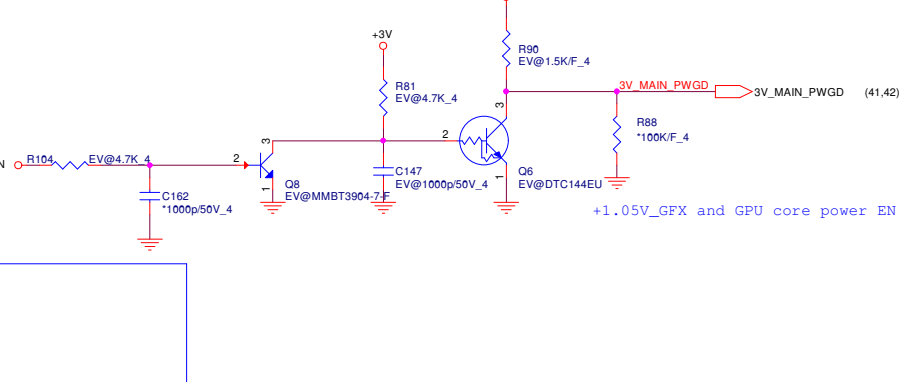 +3V
R90
EV@1.5K/F_4
R81
EV@4.7K_4
3V_MAIN_PWGD
3V_MAIN_PWGD (41,42)
3
R88
*100K/F_4
N
R104
EV@4.7K_4
2
3
2
C162
*1000p/50V_4
1
Q8
EV@MMBT3904-7-F
C147
EV@1000p/50V_4
1
Q6
EV@DTC144EU
+1.05V_GFX and GPU core power EN